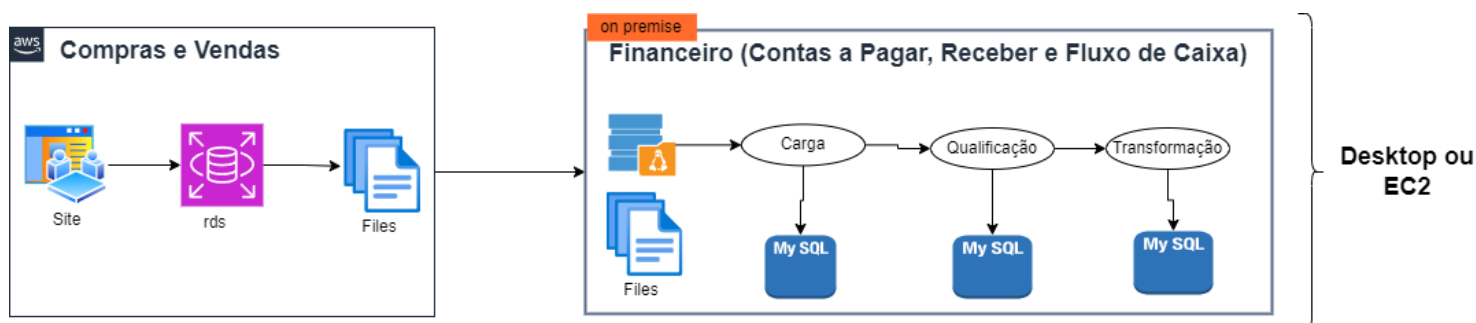 aws
Compras e Vendas
Site
rds
Files
on premise
Financeiro (Contas a Pagar, Receber e Fluxo de Caixa)
Files
Carga
Qualificação
Transformação
My SQL
My SQL
My SQL
Desktop ou
EC2